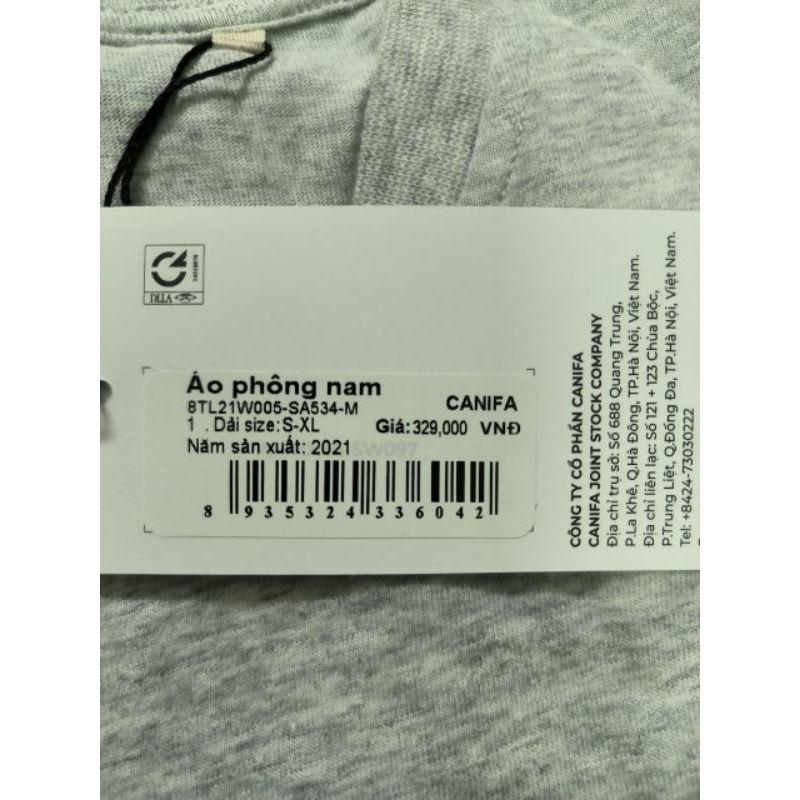 VTRI
Áo phông nam
8TL21W005-SA534-M
CANIFA
1 . Dải size:S-XL
Giá:329,000 VNĐ
Năm sản xuất: 2021
SW097
8 935324 336042
CÔNG TY CỔ PHẦN CANIFA
CANIFA JOINT STOCK COMPANY
Địa chỉ trụ sở: Số 688 Quang Trung,
P.La Khê, Q.Hà Đông, TP.Hà Nội, Việt Nam.
Địa chỉ liên lạc: Số 121 + 123 Chùa Bộc,
P.Trung Liệt, Q.Đống Đa, TP.Hà Nội, Việt Nam.
Tel: +8424-73030222